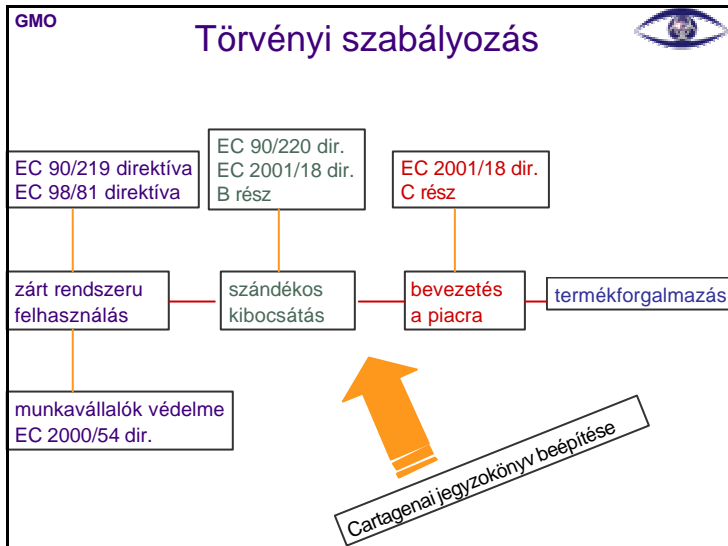 GMO
Törvényi szabályozás
EC 90/219 direktíva
EC 98/81 direktíva
EC 90/220 dir.
EC 2001/18 dir.
B rész
EC 2001/18 dir.
C rész
zárt rendszeru
felhasználás
szándékos
kibocsátás
bevezetés
a piacra
termékforgalmazás
munkavállalók védelme
EC 2000/54 dir.
Cartagenai jegyzokönyv beépítése